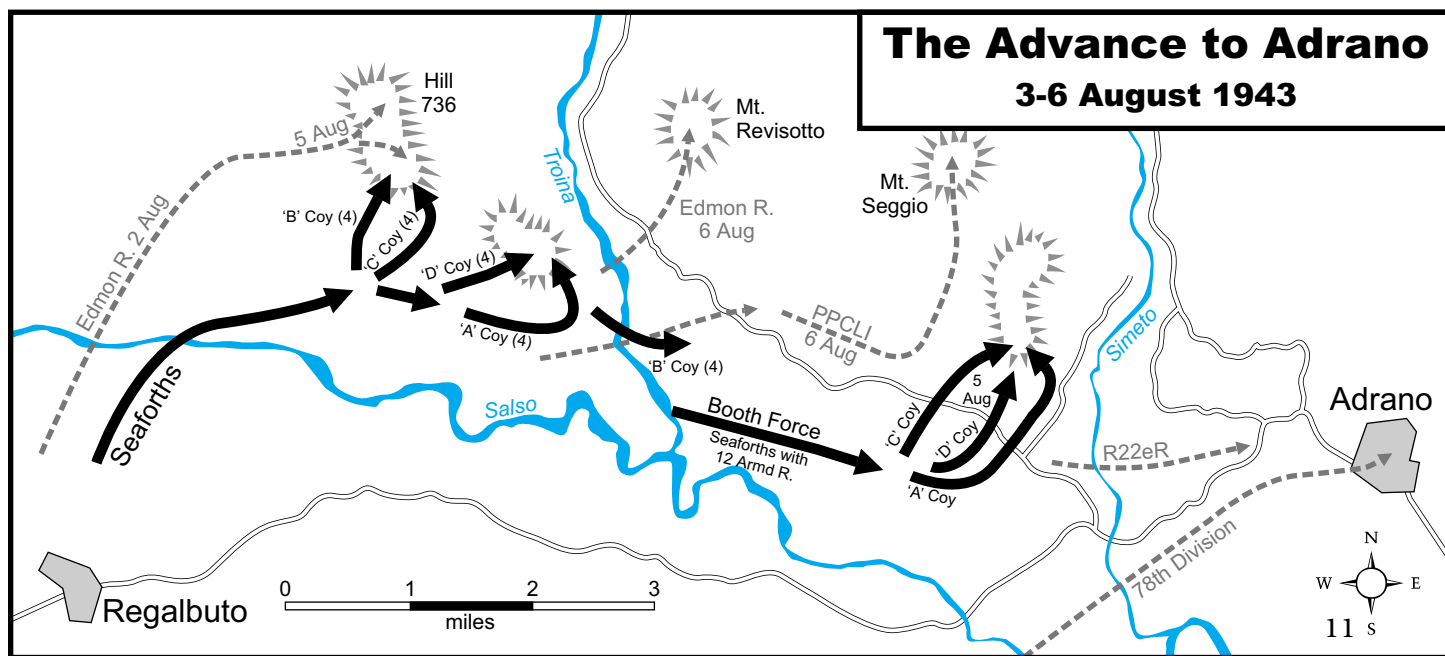 The Advance to Adrano
3-6 August 1943
Hill
736
5 Aug
Edmon R. 2 Aug
Mt.
Revisotto
Troina
Mt.
Seggio
‘B’ Coy (4)
‘C’ Coy (4)
Edmon R.
6 Aug
‘D’ Coy (4)
‘A’ Coy (4)
PPCLI
6 Aug
Simeto
‘B’ Coy (4)
Seaforths
Salso
Booth Force
Seaforths with
12 Armd R.
5
Aug
‘C’ Coy
‘D’ Coy
‘A’ Coy
Adrano
R22eR
78th Division
Regalbuto
0 1 2 3
miles
N
W E
S
11